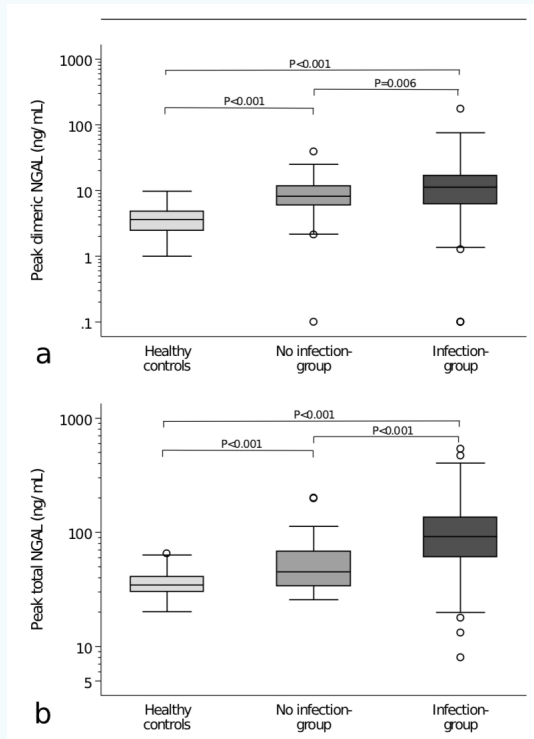 Peak dimeric NGAL (ng/mL)
1000
100
10
1
.1
P<0.001
P=0.006
P<0.001
Healthy
controls
No infection-
group
Infection-
group
a
Peak total NGAL (ng/mL)
1000
100
10
5
P<0.001
P<0.001
P<0.001
Healthy
controls
No infection-
group
Infection-
group
b